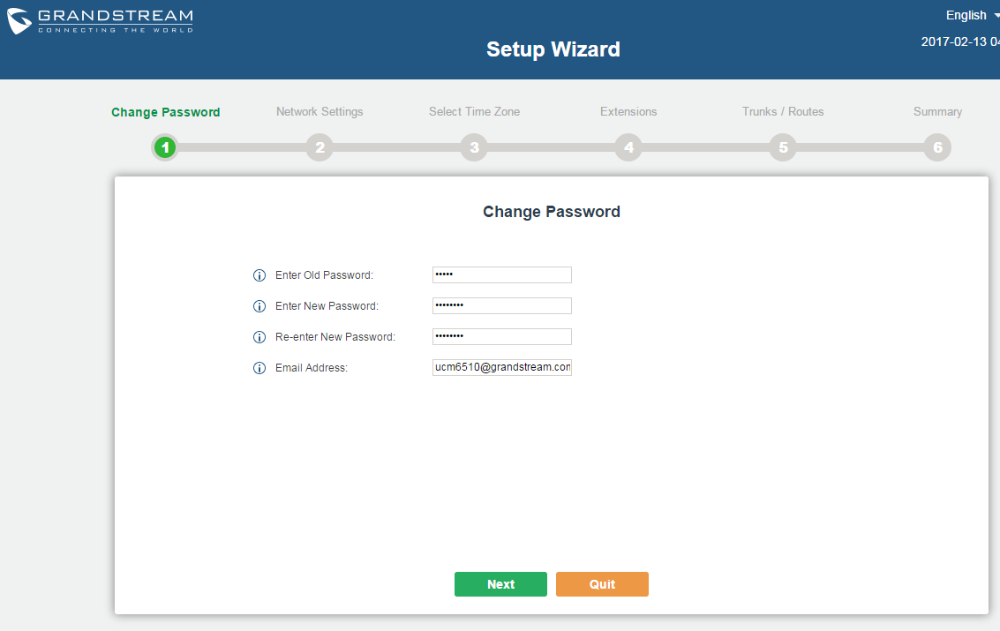 GRANDSTREAM
CONNECTING THE WORLD
English
Setup Wizard
2017-02-13 04
Change Password Network Settings Select Time Zone Extensions Trunks / Routes Summary
1 2 3 4 5 6
Change Password
Enter Old Password: •••••
Enter New Password: ••••••••
Re-enter New Password: ••••••••
Email Address: ucm6510@grandstream.com
Next Quit